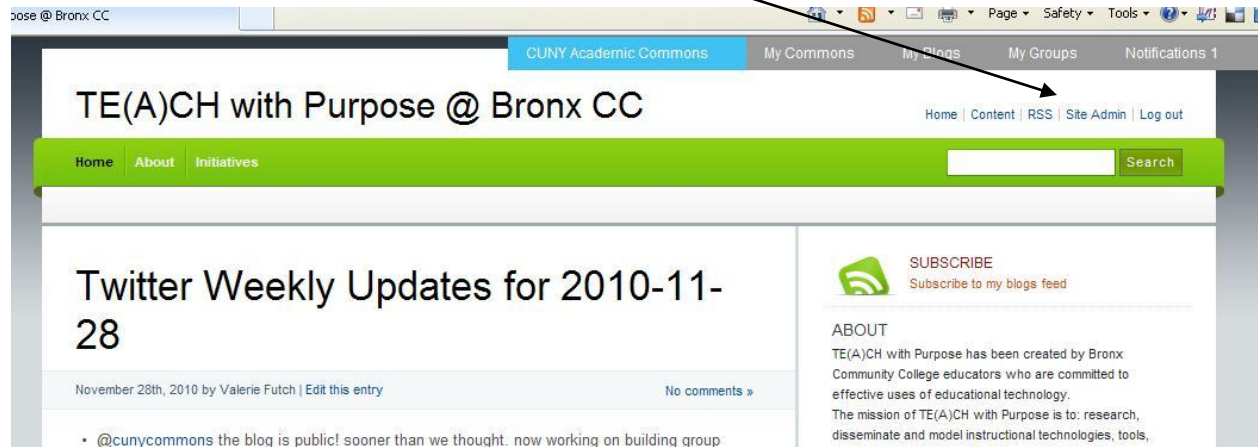 ose @ Bronx CC
Page Safety Tools
CUNY Academic Commons My Commons My Blogs My Groups Notifications 1
TE(A)CH with Purpose @ Bronx CC
Home | Content | RSS | Site Admin | Log out
Home About Initiatives
Search
Twitter Weekly Updates for 2010-11-
28
November 28th, 2010 by Valerie Futch | Edit this entry
No comments »
• @cunycommons the blog is public! sooner than we thought. now working on building group
SUBSCRIBE
Subscribe to my blogs feed
ABOUT
TE(A)CH with Purpose has been created by Bronx
Community College educators who are committed to
effective uses of educational technology.
The mission of TE(A)CH with Purpose is to: research,
disseminate and model instructional technologies, tools,